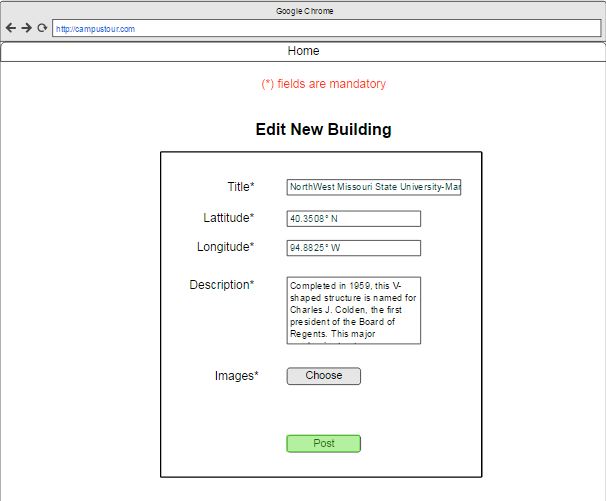 Google Chrome
http://campustour.com
Home
(*) fields are mandatory
Edit New Building
Title* NorthWest Missouri State University-Mar
Lattitude* 40.3508° N
Longitude* 94.8825° W
Description* Completed in 1959, this V-
shaped structure is named for
Charles J. Colden, the first
president of the Board of
Regents. This major
Images* Choose
Post